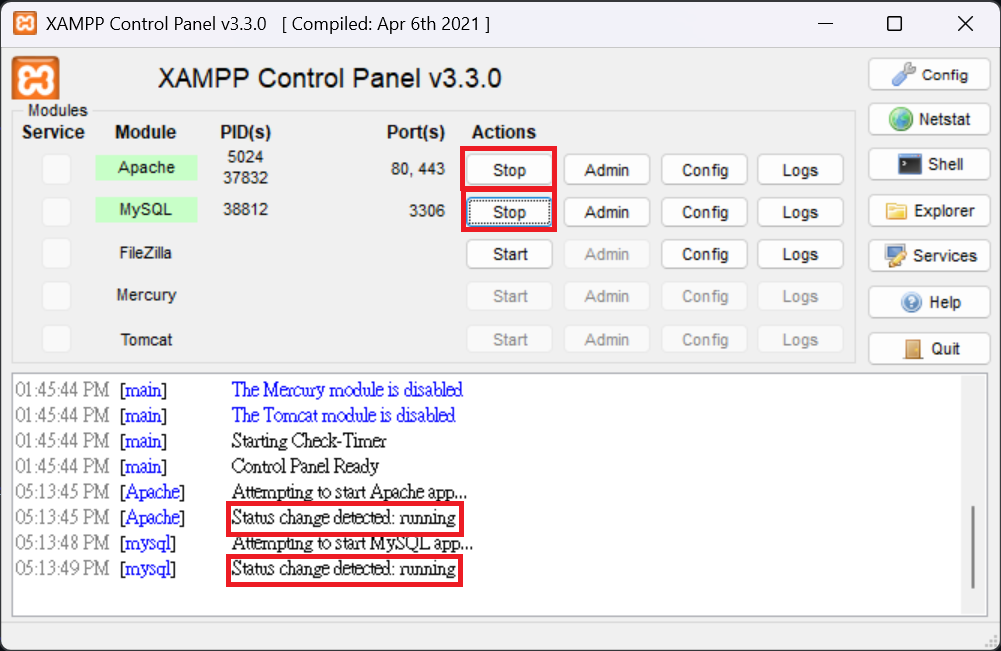 XAMPP Control Panel v3.3.0 [ Compiled: Apr 6th 2021 ]
XAMPP Control Panel v3.3.0
Config
Modules
Service Module PID(s) Port(s) Actions
Netstat
Apache 5024 37832 80, 443 Stop Admin Config Logs
Shell
MySQL 38812 3306 Stop Admin Config Logs
Explorer
FileZilla Start Admin Config Logs
Services
Mercury Start Admin Config Logs
Help
Tomcat Start Admin Config Logs
Quit
01:45:44 PM [main] The Mercury module is disabled
01:45:44 PM [main] The Tomcat module is disabled
01:45:44 PM [main] Starting Check-Timer
01:45:44 PM [main] Control Panel Ready
05:13:45 PM [Apache] Attempting to start Apache app...
05:13:45 PM [Apache] Status change detected: running
05:13:48 PM [mysql] Attempting to start MySQL app...
05:13:49 PM [mysql] Status change detected: running